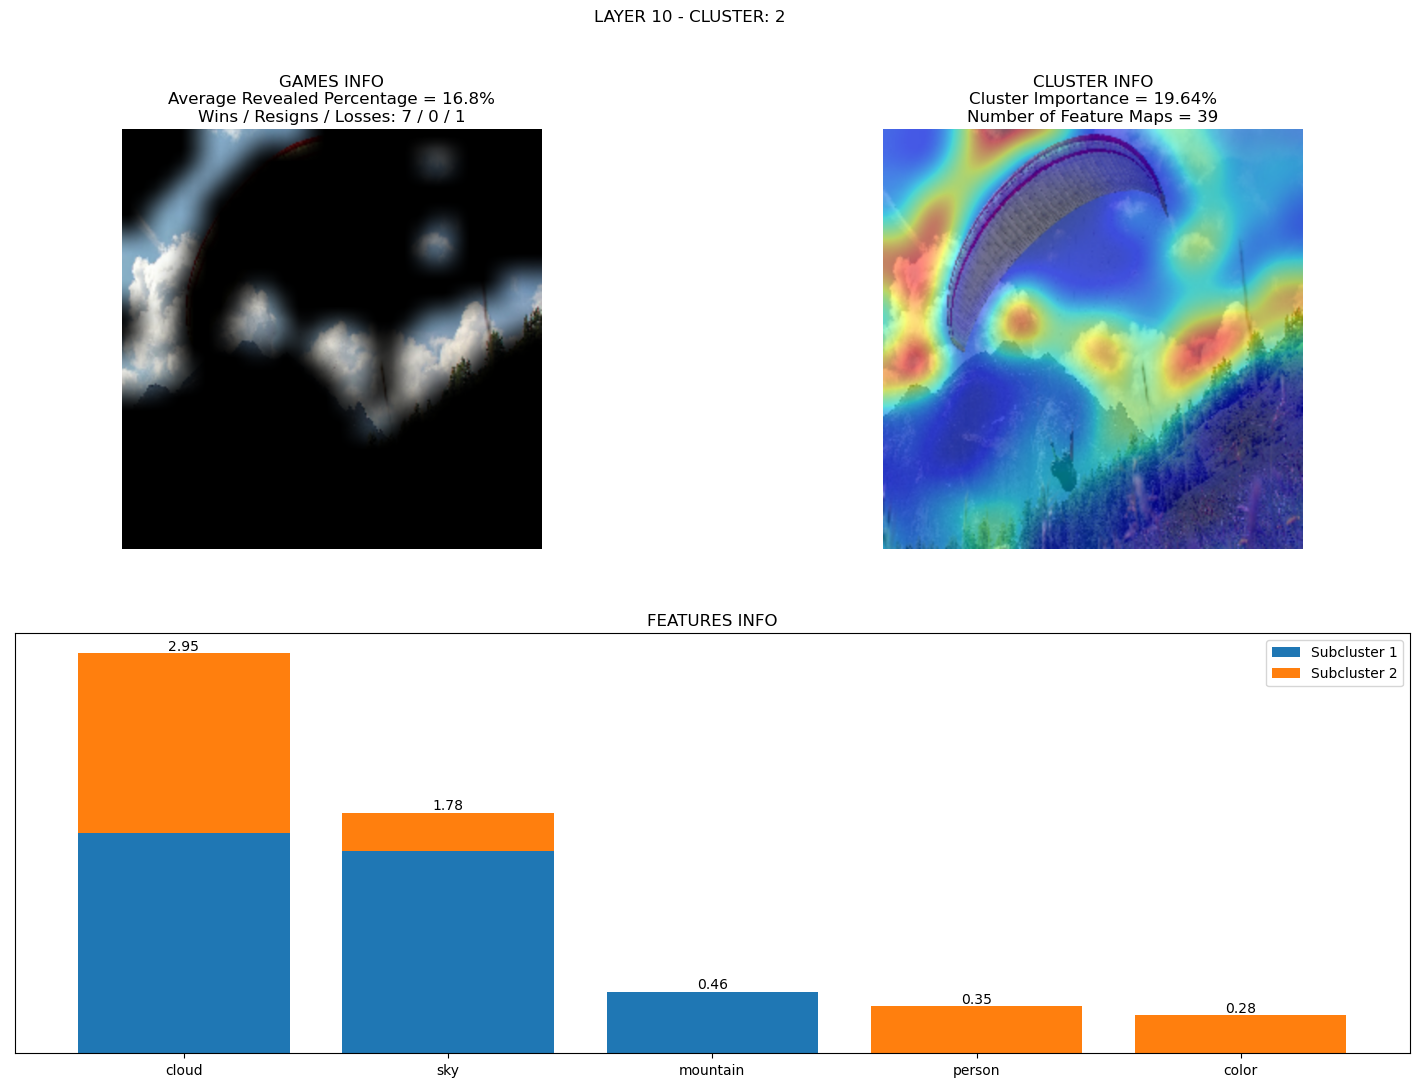 LAYER 10 - CLUSTER: 2
GAMES INFO
Average Revealed Percentage = 16.8%
Wins / Resigns / Losses: 7 / 0 / 1
CLUSTER INFO
Cluster Importance = 19.64%
Number of Feature Maps = 39
FEATURES INFO
Subcluster 1
Subcluster 2
2.95
1.78
0.46
0.35
0.28
cloud
sky
mountain
person
color